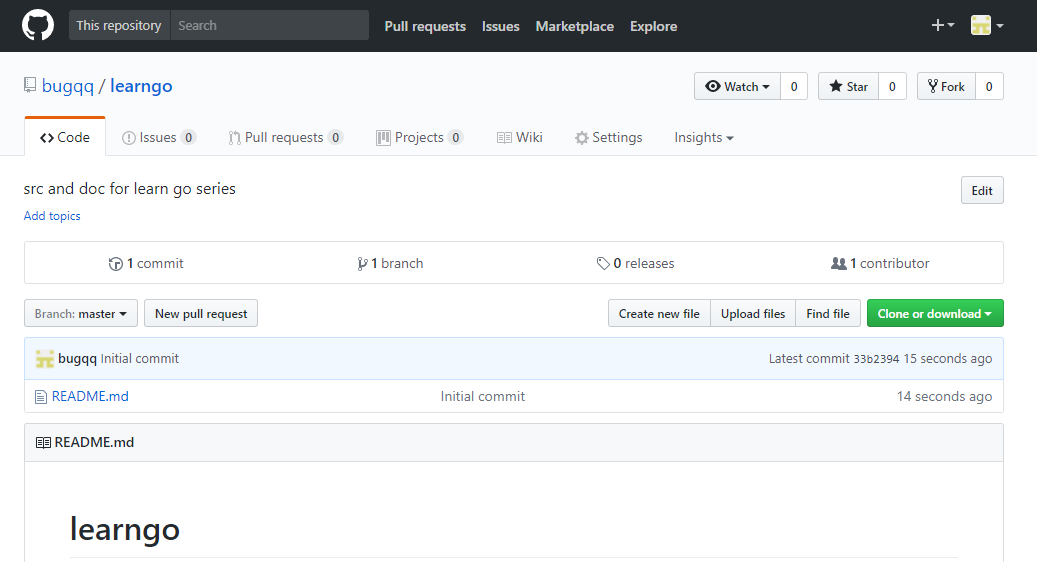 This repository Search Pull requests Issues Marketplace Explore
bugqq / learngo Watch 0 Star 0 Fork 0
Code Issues 0 Pull requests 0 Projects 0 Wiki Settings Insights
src and doc for learn go series Edit
Add topics
1 commit 1 branch 0 releases 1 contributor
Branch: master New pull request Create new file Upload files Find file Clone or download
bugqq Initial commit Latest commit 33b2394 15 seconds ago
README.md Initial commit 14 seconds ago
README.md
learngo